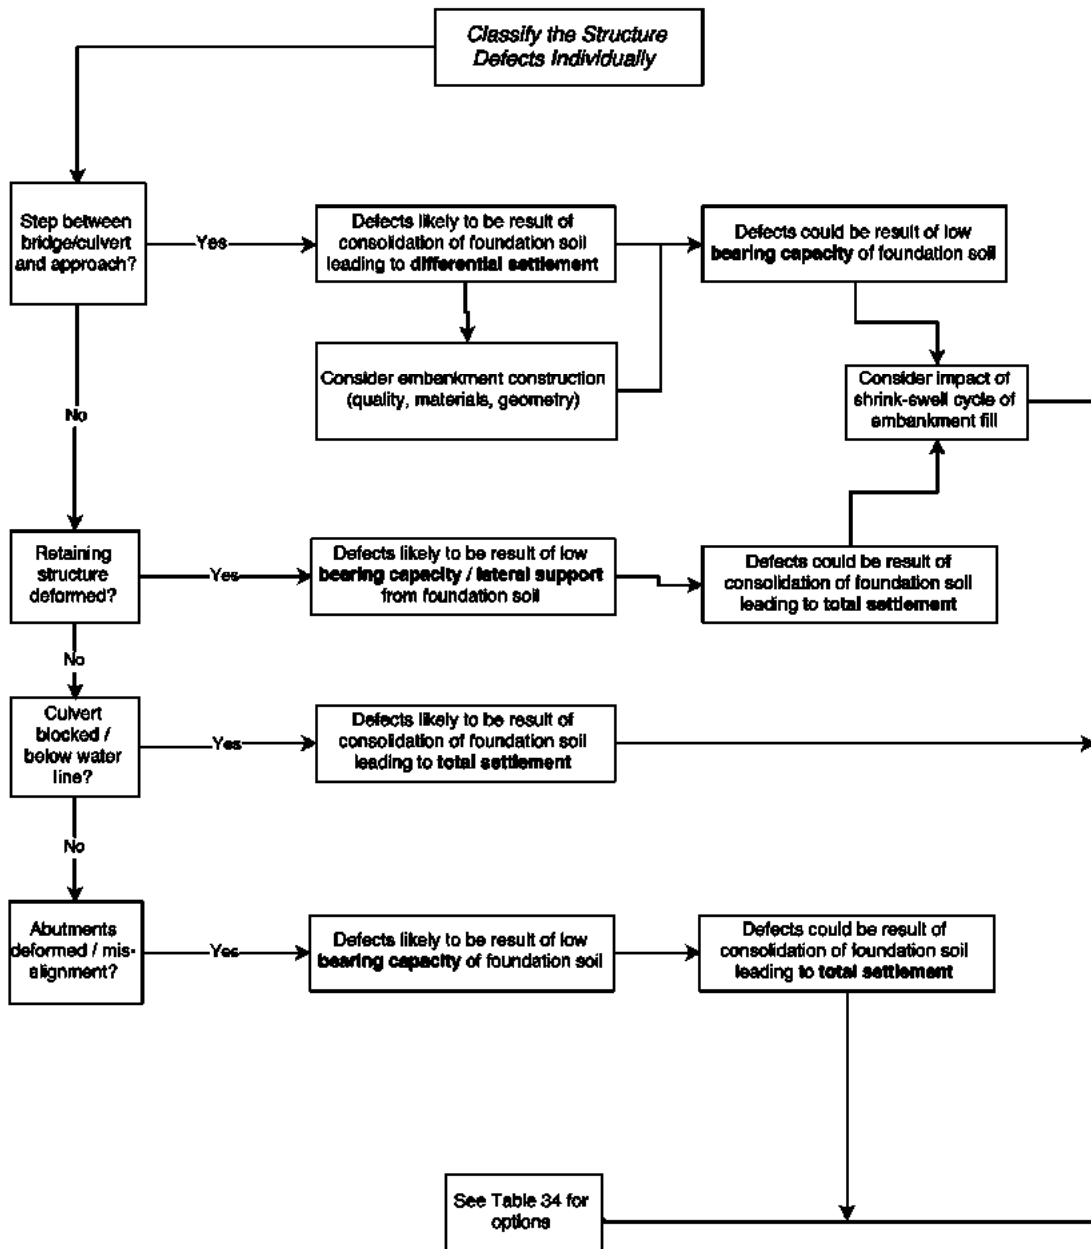 Classify the Structure
Defects Individually
Step between
bridge/culvert
and approach?
Yes
Defects likely to be result of
consolidation of foundation soil
leading to differential settlement
Defects could be result of low
bearing capacity of foundation soil
Consider embankment construction
(quality, materials, geometry)
Consider impact of
shrink-swell cycle of
embankment fill
No
Retaining
structure
deformed?
Yes
Defects likely to be result of low
bearing capacity / lateral support
from foundation soil
Defects could be result of
consolidation of foundation soil
leading to total settlement
No
Culvert
blocked /
below water
line?
Yes
Defects likely to be result of
consolidation of foundation soil
leading to total settlement
No
Abutments
deformed / mis-
alignment?
Yes
Defects likely to be result of low
bearing capacity of foundation soil
Defects could be result of
consolidation of foundation soil
leading to total settlement
See Table 34 for
options